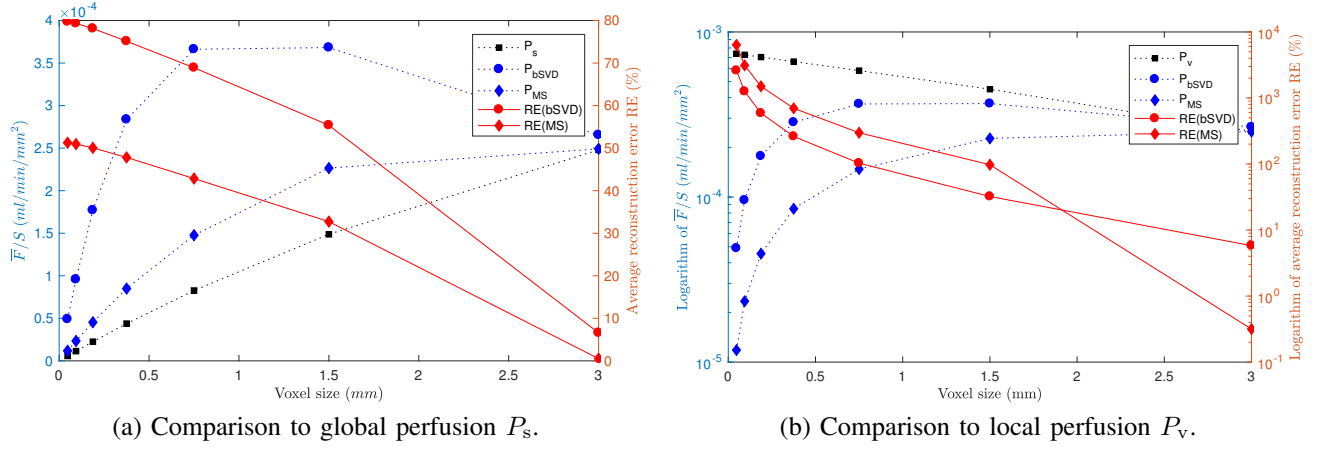 ×10⁻⁴
4
3.5
3
2.5
2
1.5
1
0.5
0
F̅/S (ml/min/mm²)
0
0.5
1
1.5
2
2.5
3
Voxel size (mm)
80
70
60
50
40
30
20
10
0
Average reconstruction error RE (%)
P_s
P_bSVD
P_MS
RE(bSVD)
RE(MS)
(a) Comparison to global perfusion P_s.
10⁻³
10⁻⁴
10⁻⁵
Logarithm of F̅/S (ml/min/mm²)
0
0.5
1
1.5
2
2.5
3
Voxel size (mm)
10⁴
10³
10²
10¹
10⁰
10⁻¹
Logarithm of average reconstruction error RE (%)
P_v
P_bSVD
P_MS
RE(bSVD)
RE(MS)
(b) Comparison to local perfusion P_v.